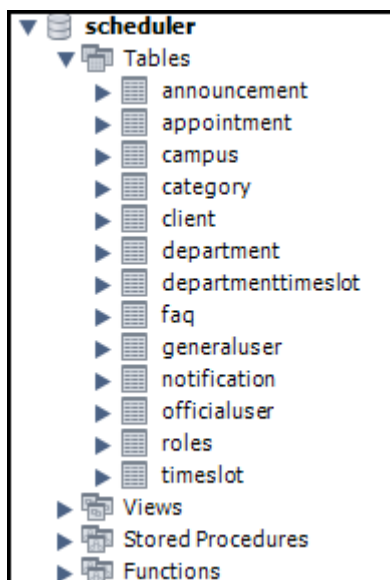 scheduler
Tables
announcement
appointment
campus
category
client
department
departmenttimeslot
faq
generaluser
notification
officialuser
roles
timeslot
Views
Stored Procedures
Functions